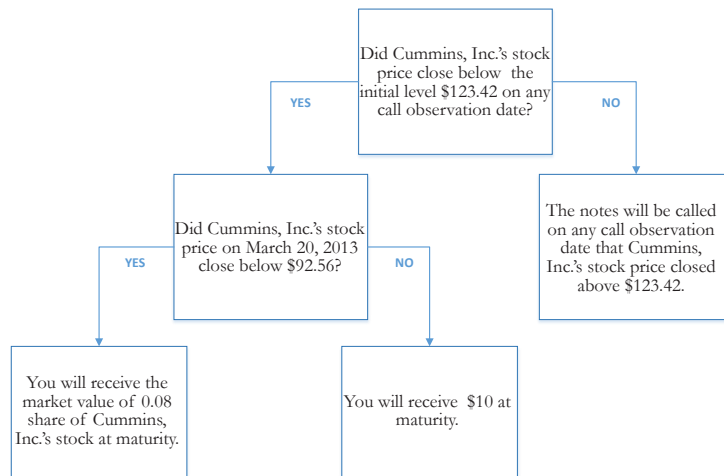 Did Cummins, Inc.'s stock
price close below the
initial level $123.42 on any
call observation date?
YES
NO
Did Cummins, Inc.'s stock
price on March 20, 2013
close below $92.56?
The notes will be called
on any call observation
date that Cummins,
Inc.'s stock price closed
above $123.42.
YES
NO
You will receive the
market value of 0.08
share of Cummins,
Inc.'s stock at maturity.
You will receive $10 at
maturity.